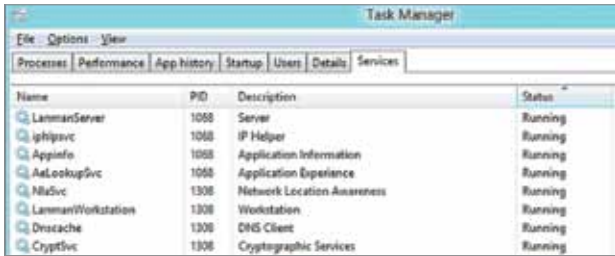 Task Manager
File Options View
Processes Performance App history Startup Users Details Services
Name PID Description Status
LanmanServer 1068 Server Running
iphlpsvc 1068 IP Helper Running
Appinfo 1068 Application Information Running
AeLookupSvc 1068 Application Experience Running
NlaSvc 1308 Network Location Awareness Running
LanmanWorkstation 1308 Workstation Running
Dnscache 1308 DNS Client Running
CryptSvc 1308 Cryptographic Services Running